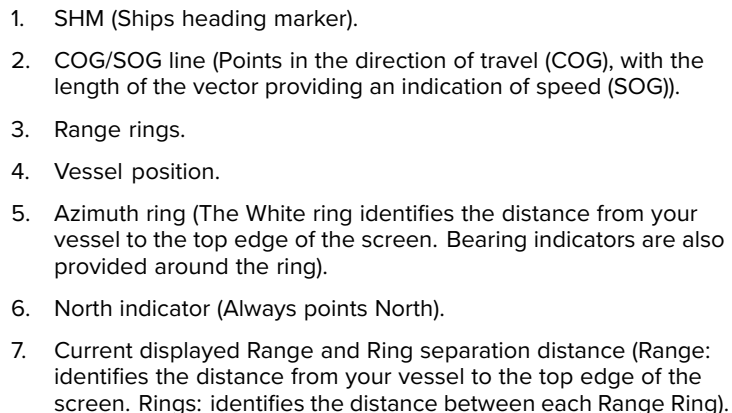 1. SHM (Ships heading marker).
2. COG/SOG line (Points in the direction of travel (COG), with the
length of the vector providing an indication of speed (SOG)).
3. Range rings.
4. Vessel position.
5. Azimuth ring (The White ring identifies the distance from your
vessel to the top edge of the screen. Bearing indicators are also
provided around the ring).
6. North indicator (Always points North).
7. Current displayed Range and Ring separation distance (Range:
identifies the distance from your vessel to the top edge of the
screen. Rings: identifies the distance between each Range Ring).